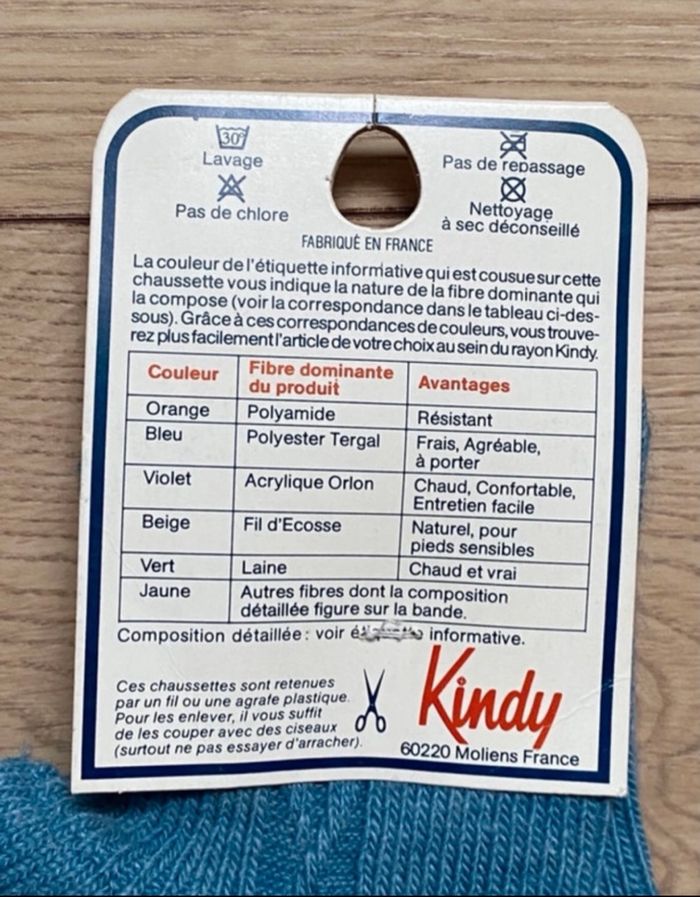 30°
Lavage
Pas de chlore
Pas de repassage
Nettoyage
à sec déconseillé
FABRIQUÉ EN FRANCE
La couleur de l'étiquette informative qui est cousue sur cette
chaussette vous indique la nature de la fibre dominante qui
la compose (voir la correspondance dans le tableau ci-des-
sous). Grâce à ces correspondances de couleurs, vous trouve-
rez plus facilement l'article de votre choix au sein du rayon Kindy.
Couleur Fibre dominante du produit Avantages
Orange Polyamide Résistant
Bleu Polyester Tergal Frais, Agréable,
à porter
Violet Acrylique Orlon Chaud, Confortable,
Entretien facile
Beige Fil d'Ecosse Naturel, pour
pieds sensibles
Vert Laine Chaud et vrai
Jaune Autres fibres dont la composition
détaillée figure sur la bande.
Composition détaillée : voir informative.
Ces chaussettes sont retenues
par un fil ou une agrafe plastique.
Pour les enlever, il vous suffit
de les couper avec des ciseaux
(surtout ne pas essayer d'arracher).
Kindy
60220 Moliens France